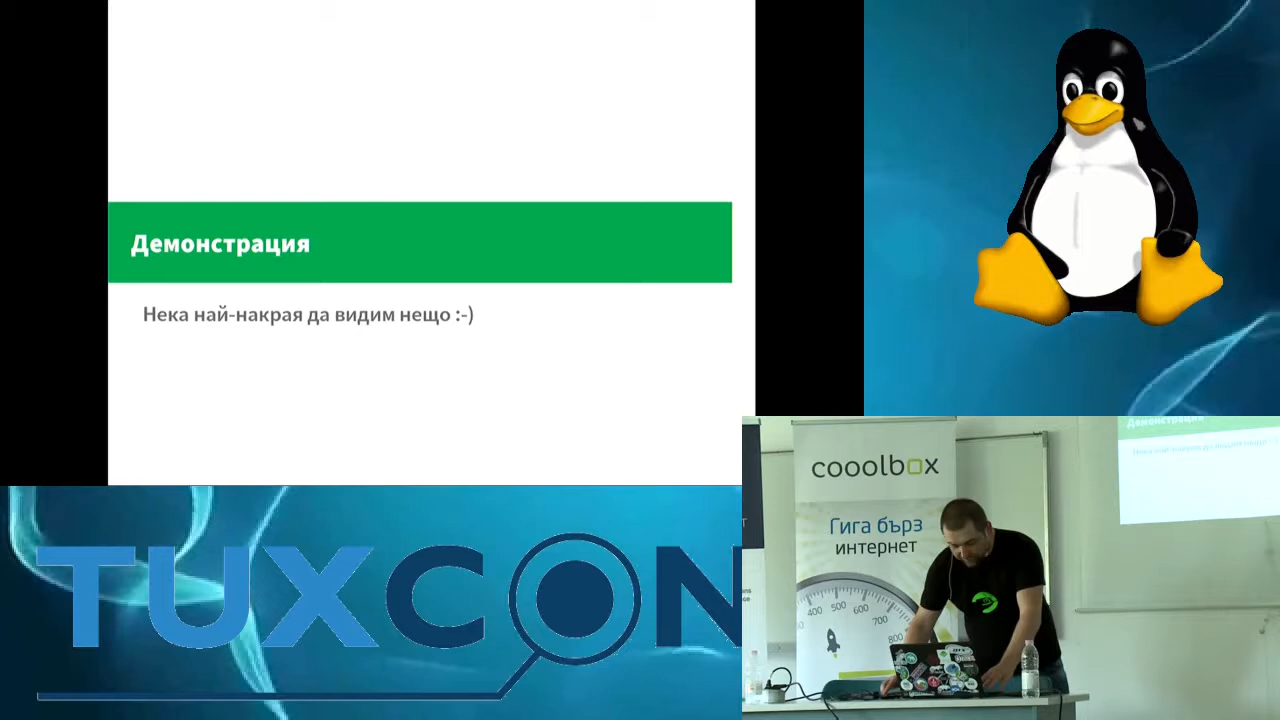 Демонстрация
Нека най-накрая да видим нещо :-)
TUXCON
cooolbox
Гига бърз
интернет
400 500 600
700
800